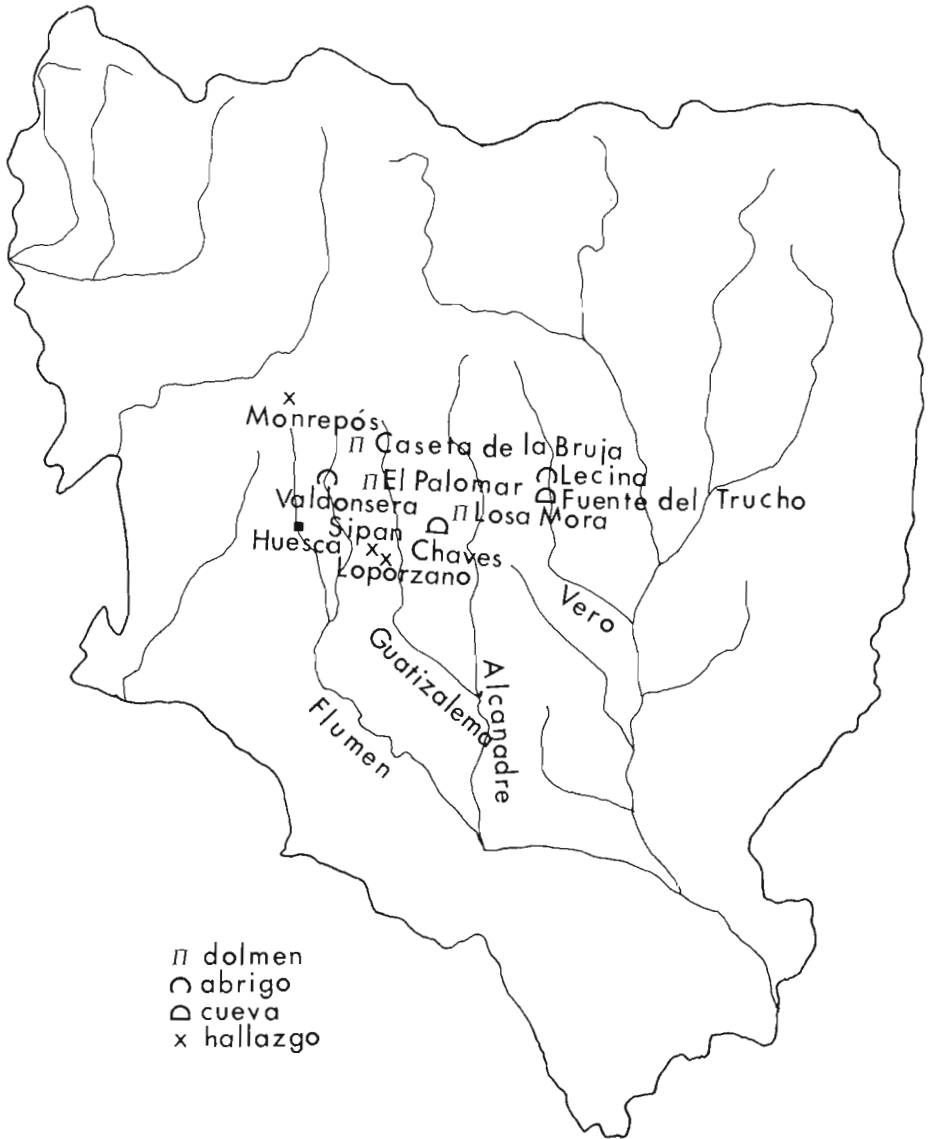 Monrepós
Caseta de la Bruja
Lecina
El Palomar
Fuente del Trucho
Valdonsera
Losa Mora
Sipan
Huesca
Chaves
Loporzano
Vero
Guatizalema
Alcanadre
Flumen
dolmen
abrigo
cueva
x hallazgo